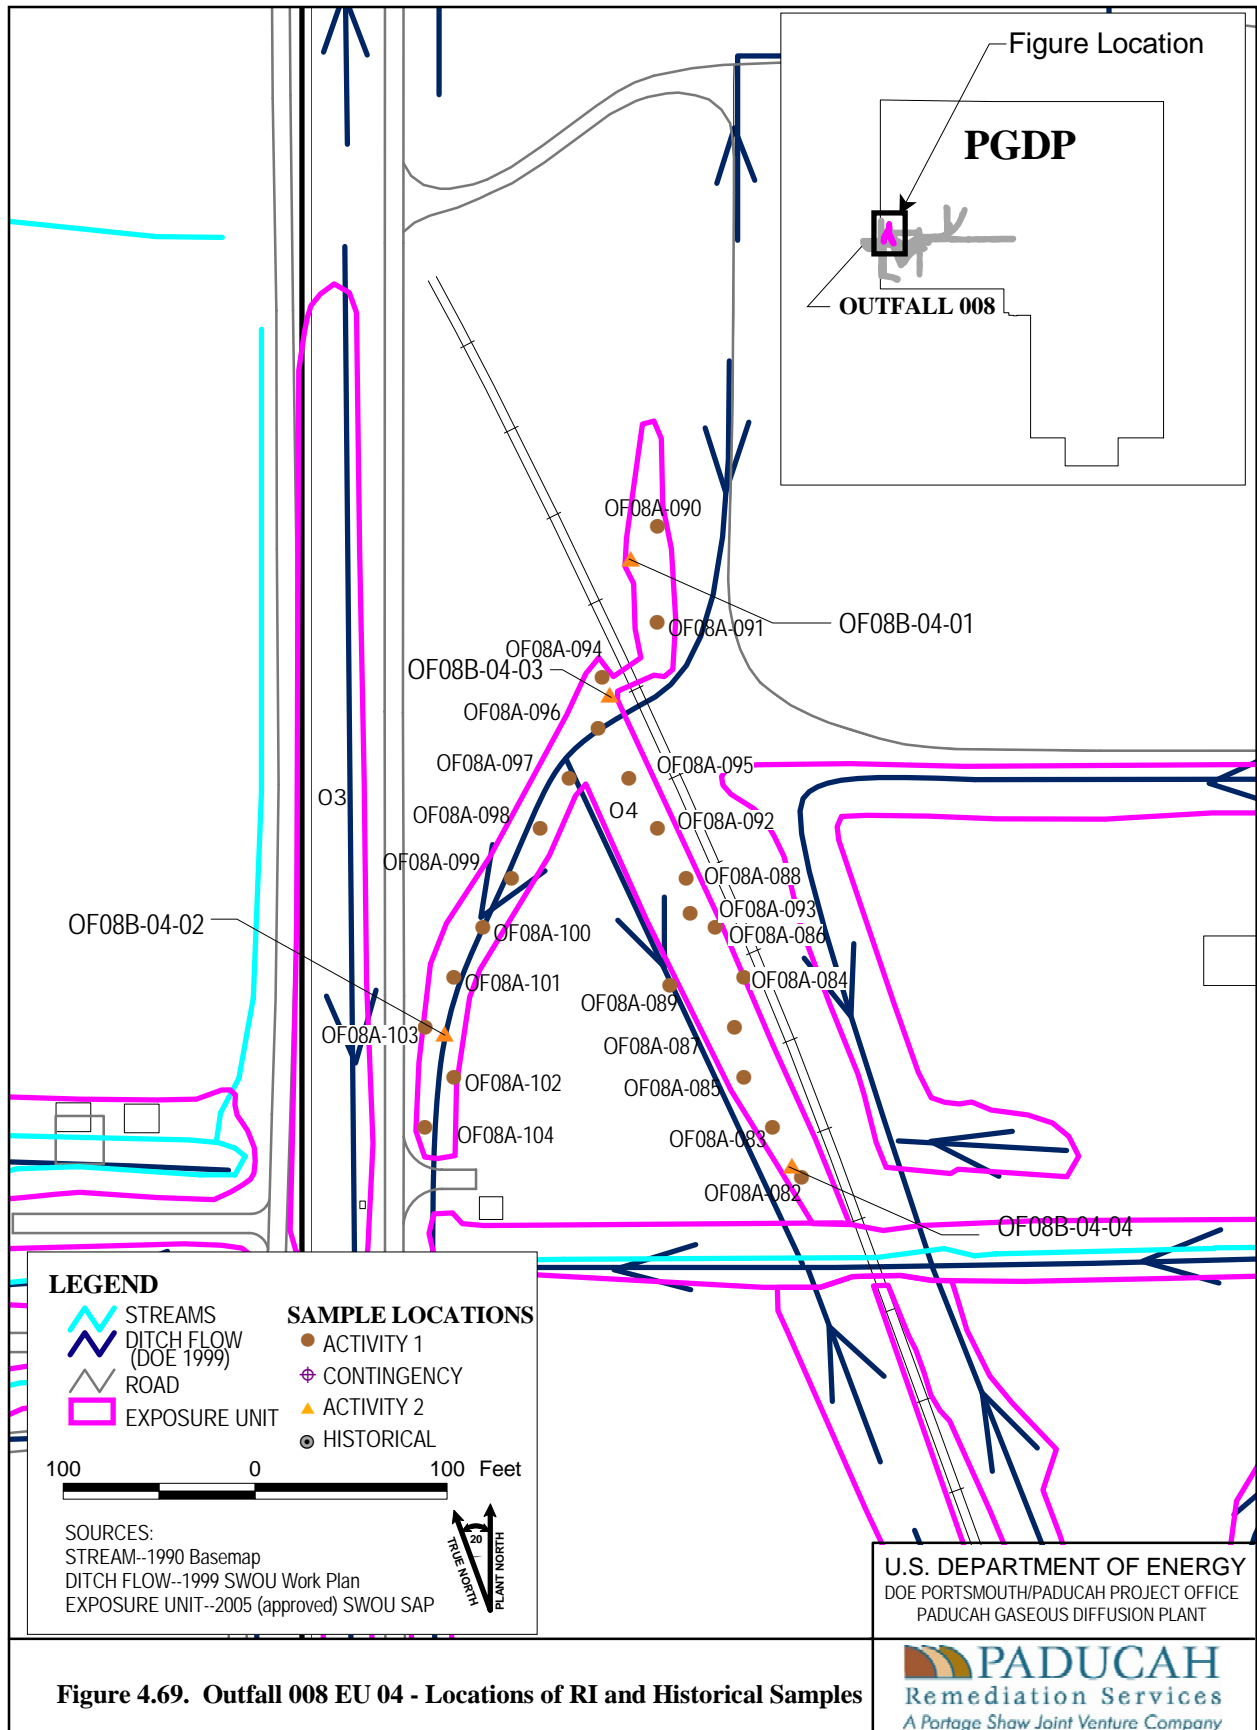 Figure Location
PGDP
OUTFALL 008
OF08A-090
OF08B-04-01
OF08A-091
OF08A-094
OF08B-04-03
OF08A-096
OF08A-097
OF08A-095
O3
O4
OF08A-098
OF08A-092
OF08A-099
OF08A-088
OF08A-093
OF08B-04-02
OF08A-100
OF08A-086
OF08A-101
OF08A-084
OF08A-089
OF08A-103
OF08A-087
OF08A-102
OF08A-085
OF08A-104
OF08A-083
OF08A-082
OF08B-04-04
LEGEND
STREAMS
DITCH FLOW
(DOE 1999)
ROAD
EXPOSURE UNIT
SAMPLE LOCATIONS
ACTIVITY 1
CONTINGENCY
ACTIVITY 2
HISTORICAL
100 0 100 Feet
SOURCES:
STREAM--1990 Basemap
DITCH FLOW--1999 SWOU Work Plan
EXPOSURE UNIT--2005 (approved) SWOU SAP
20
TRUE NORTH
PLANT NORTH
U.S. DEPARTMENT OF ENERGY
DOE PORTSMOUTH/PADUCAH PROJECT OFFICE
PADUCAH GASEOUS DIFFUSION PLANT
Figure 4.69. Outfall 008 EU 04 - Locations of RI and Historical Samples
PADUCAH
Remediation Services
A Portage Shaw Joint Venture Company